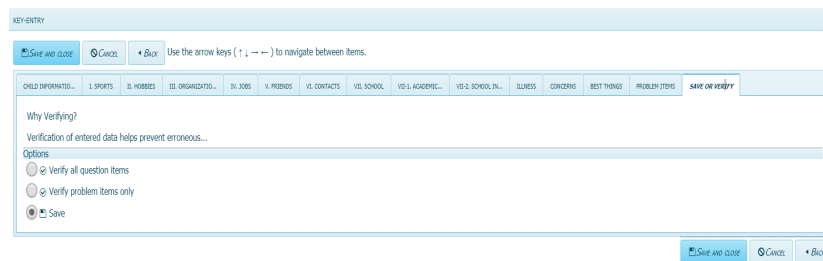 KEY-ENTRY
SAVE AND CLOSE CANCEL BACK Use the arrow keys ( ↑ ↓ → ← ) to navigate between items.
CHILD INFORMATIO... I. SPORTS II. HOBBIES III. ORGANIZATIO... IV. JOBS V. FRIENDS VI. CONTACTS VII. SCHOOL VII-1. ACADEMIC... VII-2. SCHOOL IN... ILLNESS CONCERNS BEST THINGS PROBLEM ITEMS SAVE OR VERIFY
Why Verifying?
Verification of entered data helps prevent erroneous...
Options
Verify all question items
Verify problem items only
Save
SAVE AND CLOSE CANCEL